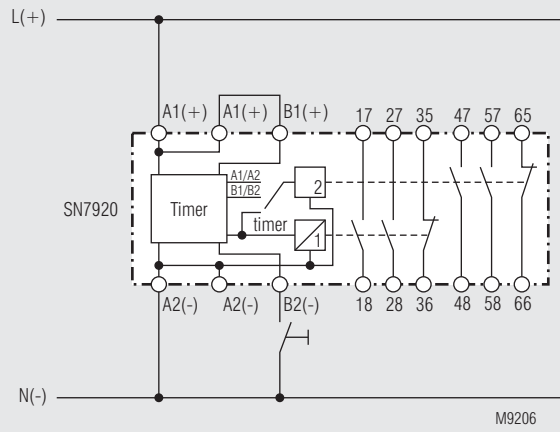 L(+)
A1(+) A1(+) B1(+) 17 27 35 47 57 65
A1/A2
B1/B2
2
SN7920 Timer
timer
1
A2(-) A2(-) B2(-) 18 28 36 48 58 66
N(-)
M9206